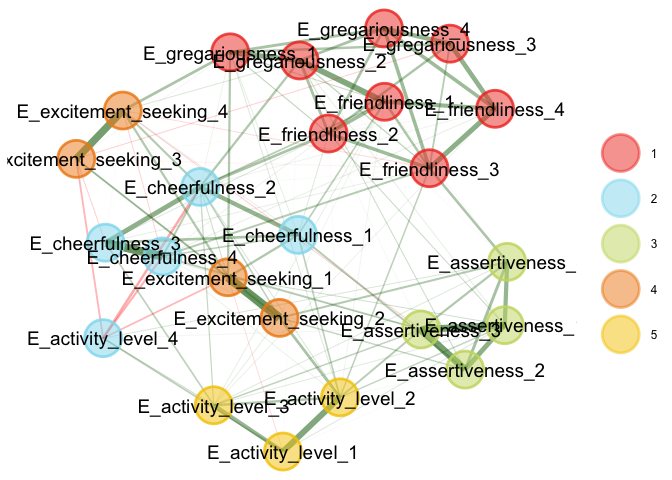 E_gregariousness_4
E_gregariousness_3
E_gregariousness_1
E_gregariousness_2
E_friendliness_1
E_friendliness_4
E_excitement_seeking_4
E_friendliness_2
xcitement_seeking_3
E_friendliness_3
E_cheerfulness_2
E_cheerfulness_1
E_cheerfulness_3
E_cheerfulness_4
E_assertiveness_
E_excitement_seeking_1
E_excitement_seeking_2
E_assertiveness_3
E_assertiveness_
E_activity_level_4
E_assertiveness_2
E_activity_level_3
E_activity_level_2
E_activity_level_1
1
2
3
4
5